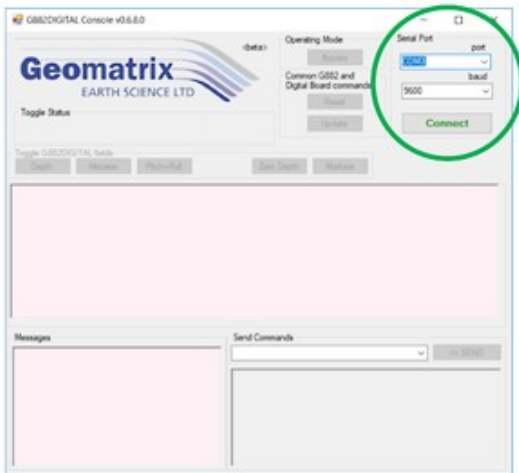 G882DIGITAL Console v0.6.8.0
Geomatrix
EARTH SCIENCE LTD
<beta>
Operating Mode
Common G882 and
Digital Board commands
Reset
Update
Serial Port
port
COM3
baud
9600
Connect
Toggle Status
Toggle G882DIGITAL fields
Depth
Altimeter
Pitch+Roll
Zero Depth
Messages
Send Commands
>> SEND